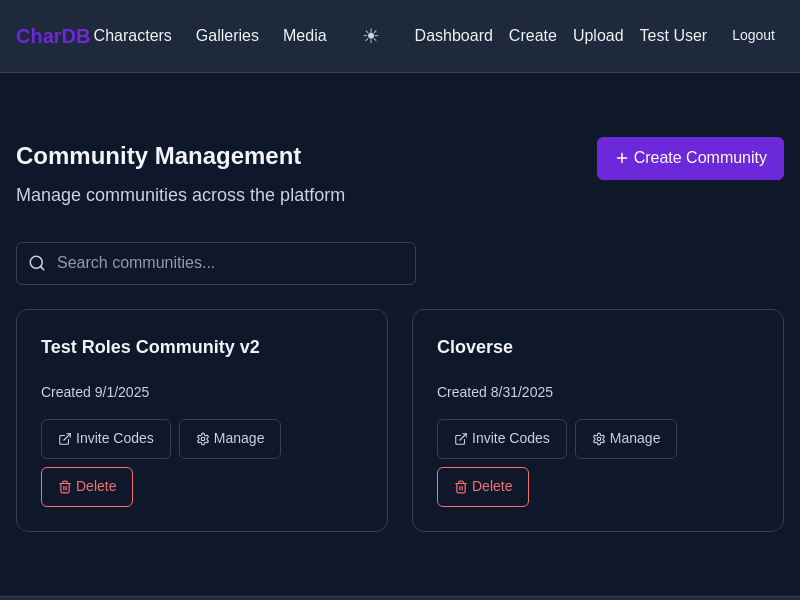 CharDB Characters Galleries Media Dashboard Create Upload Test User Logout
Community Management
Create Community
Manage communities across the platform
Search communities...
Test Roles Community v2
Created 9/1/2025
Invite Codes Manage
Delete
Cloverse
Created 8/31/2025
Invite Codes Manage
Delete